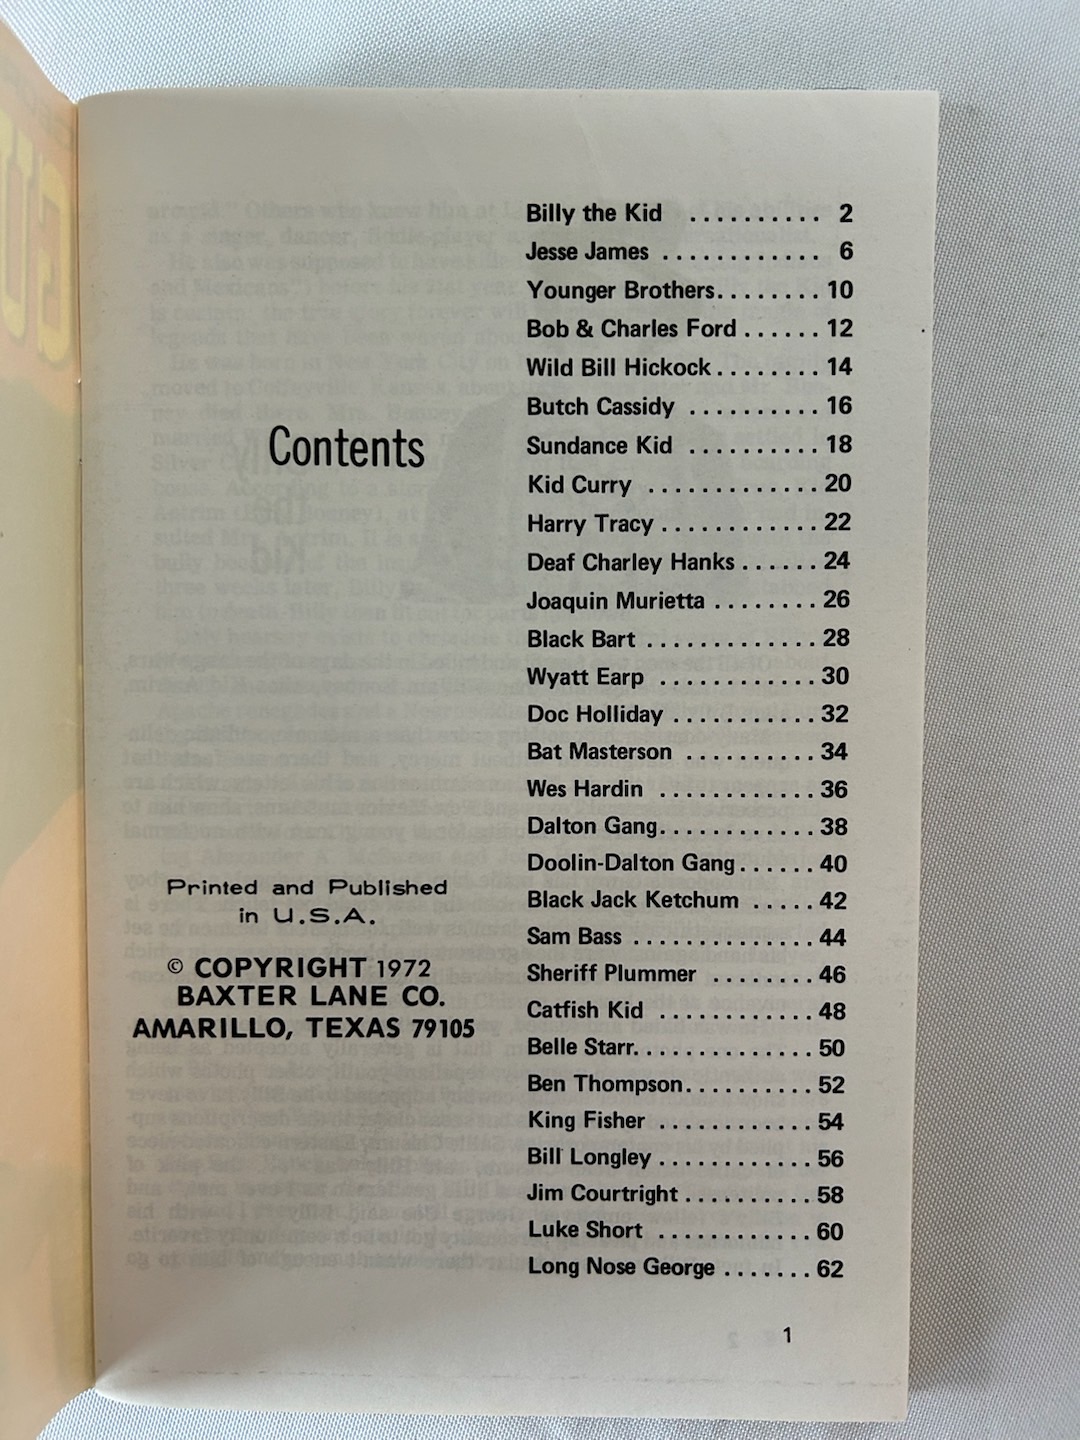 Contents
Billy the Kid .......... 2
Jesse James ............ 6
Younger Brothers........ 10
Bob & Charles Ford ...... 12
Wild Bill Hickock ........ 14
Butch Cassidy .......... 16
Sundance Kid .......... 18
Kid Curry ............. 20
Harry Tracy ............ 22
Deaf Charley Hanks ...... 24
Joaquin Murietta ........ 26
Black Bart ............. 28
Wyatt Earp ............ 30
Doc Holliday ........... 32
Bat Masterson .......... 34
Wes Hardin ............ 36
Dalton Gang............ 38
Doolin-Dalton Gang...... 40
Black Jack Ketchum ..... 42
Sam Bass .............. 44
Sheriff Plummer ........ 46
Catfish Kid ............ 48
Belle Starr.............. 50
Ben Thompson.......... 52
King Fisher ............ 54
Bill Longley ............ 56
Jim Courtright .......... 58
Luke Short ............ 60
Long Nose George ....... 62
Printed and Published
in U.S.A.
© COPYRIGHT 1972
BAXTER LANE CO.
AMARILLO, TEXAS 79105
1